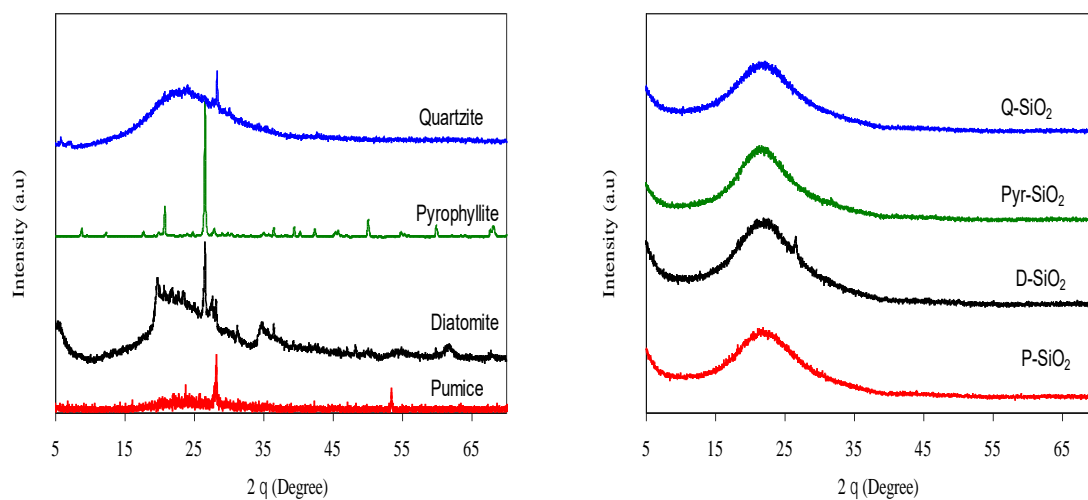 Quartzite
Pyrophyllite
Diatomite
Pumice
Intensity (a.u)
5 15 25 35 45 55 65
2 q (Degree)
Q-SiO₂
Pyr-SiO₂
D-SiO₂
P-SiO₂
Intensity (a.u)
5 15 25 35 45 55 65
2 q (Degree)